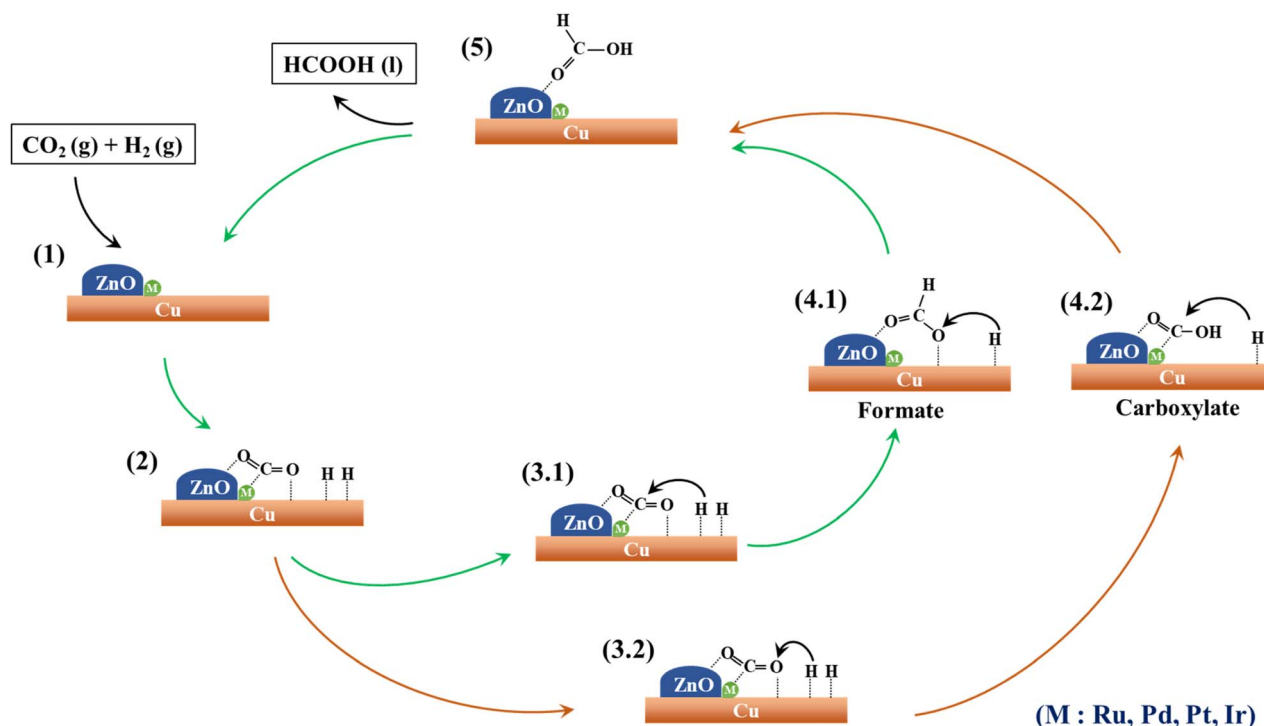 (5)
H
C
OH
O
ZnO
M
Cu
HCOOH (l)
CO₂ (g) + H₂ (g)
(1)
ZnO
M
Cu
(2)
O=C=O
H H
ZnO
M
Cu
(3.1)
O=C=O
H H
ZnO
M
Cu
(3.2)
O=C=O
H H
ZnO
M
Cu
(4.1)
H
O=C
O
H
ZnO
M
Cu
Formate
(4.2)
O=C-OH
H
ZnO
M
Cu
Carboxylate
(M : Ru, Pd, Pt, Ir)